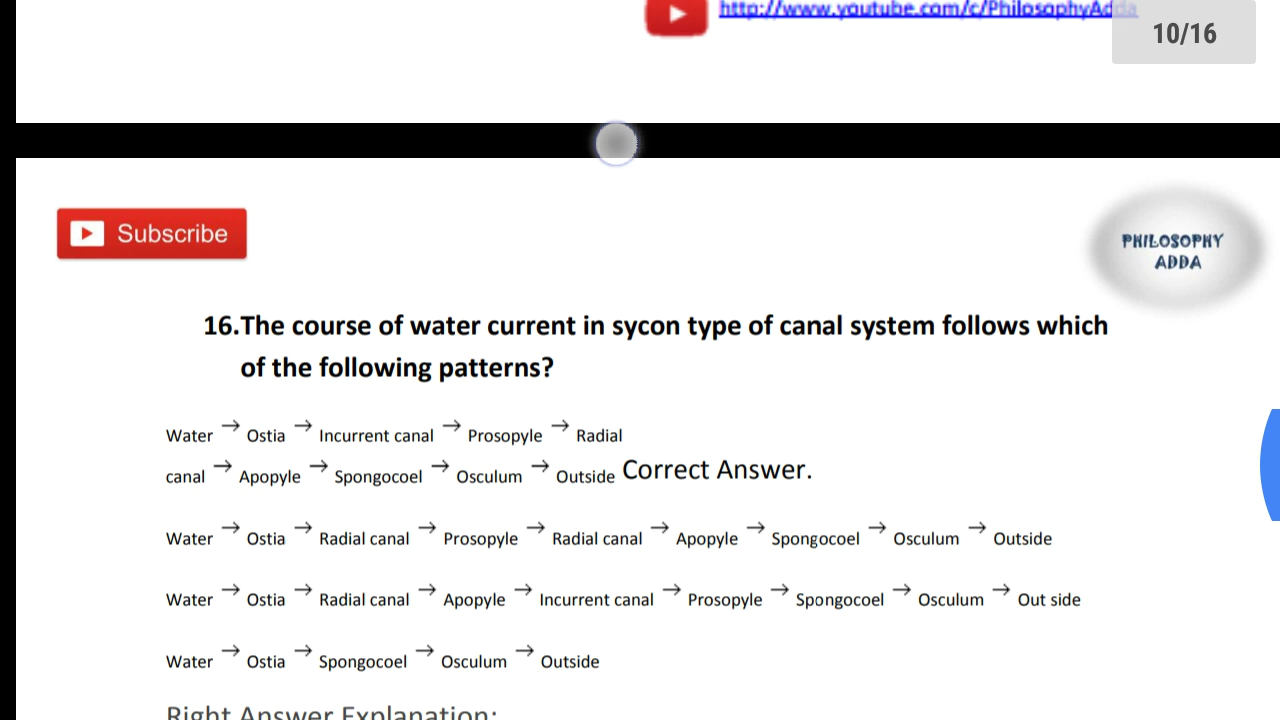 http://www.youtube.com/c/PhilosophyAdda
10/16
Subscribe
PHILOSOPHY
ADDA
16.The course of water current in sycon type of canal system follows which
of the following patterns?
Water → Ostia → Incurrent canal → Prosopyle → Radial
canal → Apopyle → Spongocoel → Osculum → Outside Correct Answer.
Water → Ostia → Radial canal → Prosopyle → Radial canal → Apopyle → Spongocoel → Osculum → Outside
Water → Ostia → Radial canal → Apopyle → Incurrent canal → Prosopyle → Spongocoel → Osculum → Out side
Water → Ostia → Spongocoel → Osculum → Outside
Right Answer Explanation: